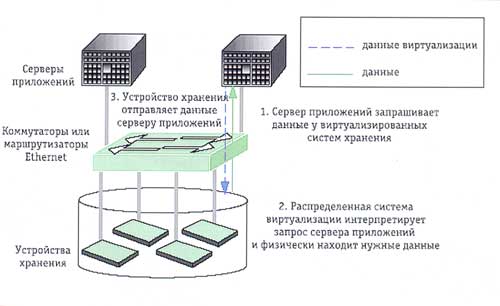 данные виртуализации
данные
Серверы
приложений
3. Устройство хранения
отправляет данные
серверу приложений
1. Сервер приложений запрашивает
данные у виртуализированных
систем хранения
Коммутаторы или
маршрутизаторы
Ethernet
2. Распределенная система
виртуализации интерпретирует
запрос сервера приложений
и физически находит нужные данные
Устройства
хранения